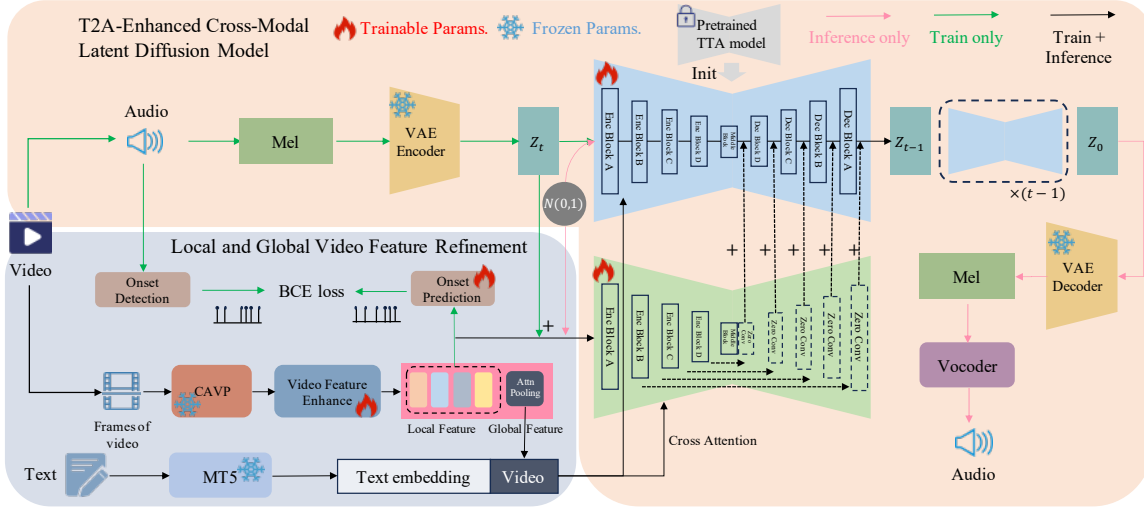 T2A-Enhanced Cross-Modal
Latent Diffusion Model
Trainable Params.
Frozen Params.
Pretrained
TTA model
Init
Inference only
Train only
Train +
Inference
Audio
Mel
VAE
Encoder
Z_t
N(0,1)
Enc Block A
Enc Block B
Enc Block C
Enc Block D
Middle
Block
Dec Block D
Dec Block C
Dec Block B
Dec Block A
Z_{t-1}
×(t − 1)
Z_0
Video
Local and Global Video Feature Refinement
Onset
Detection
BCE loss
Onset
Prediction
+
+
+
+
+
+
Enc Block A
Enc Block B
Enc Block C
Enc Block D
Middle
Block
Zero
Conv
Zero Conv
Zero Conv
Zero Conv
Zero Conv
Mel
VAE
Decoder
Vocoder
Audio
Frames of
video
CAVP
Video Feature
Enhance
Attn
Pooling
Local Feature
Global Feature
Cross Attention
Text
MT5
Text embedding
Video